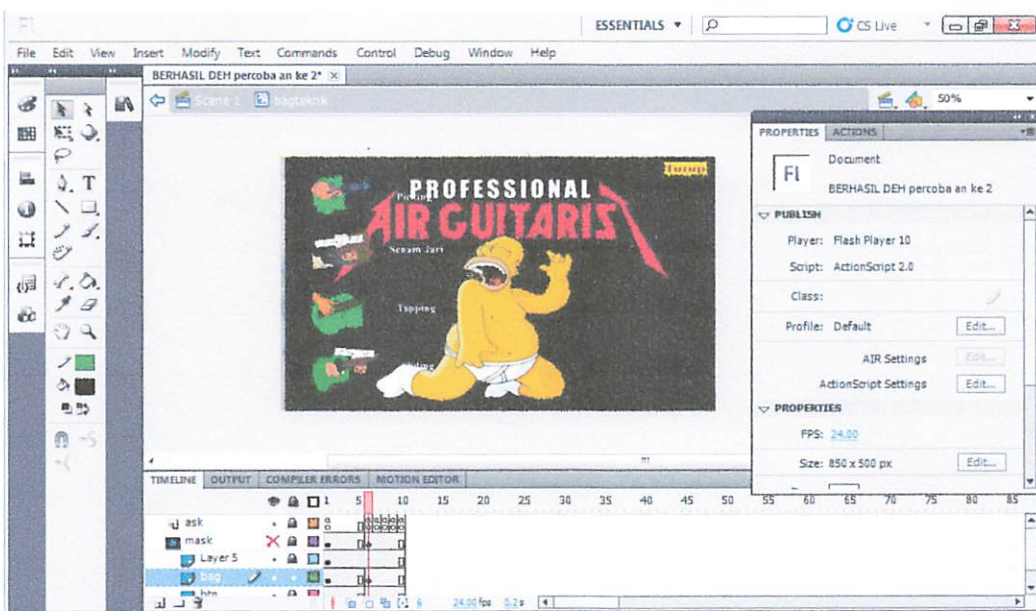 Fl
ESSENTIALS
CS Live
File Edit View Insert Modify Text Commands Control Debug Window Help
BERHASIL DEH percoba an ke 2*
Scene 1 bagteknik
50%
Tutup
PROFESSIONAL
Picking
AIR GUITARIS
Senam Jari
Tapping
PROPERTIES ACTIONS
Fl
Document
BERHASIL DEH percoba an ke 2
PUBLISH
Player: Flash Player 10
Script: ActionScript 2.0
Class:
Profile: Default Edit...
AIR Settings Edit...
ActionScript Settings Edit...
PROPERTIES
FPS: 24.00
Size: 850 x 500 px Edit...
TIMELINE OUTPUT COMPILER ERRORS MOTION EDITOR
1 5 10 15 20 25 30 35 40 45 50 55 60 65 70 75 80 85
ask
mask
Layer 5
bag
btn
6 24.00 fps 0.2 s